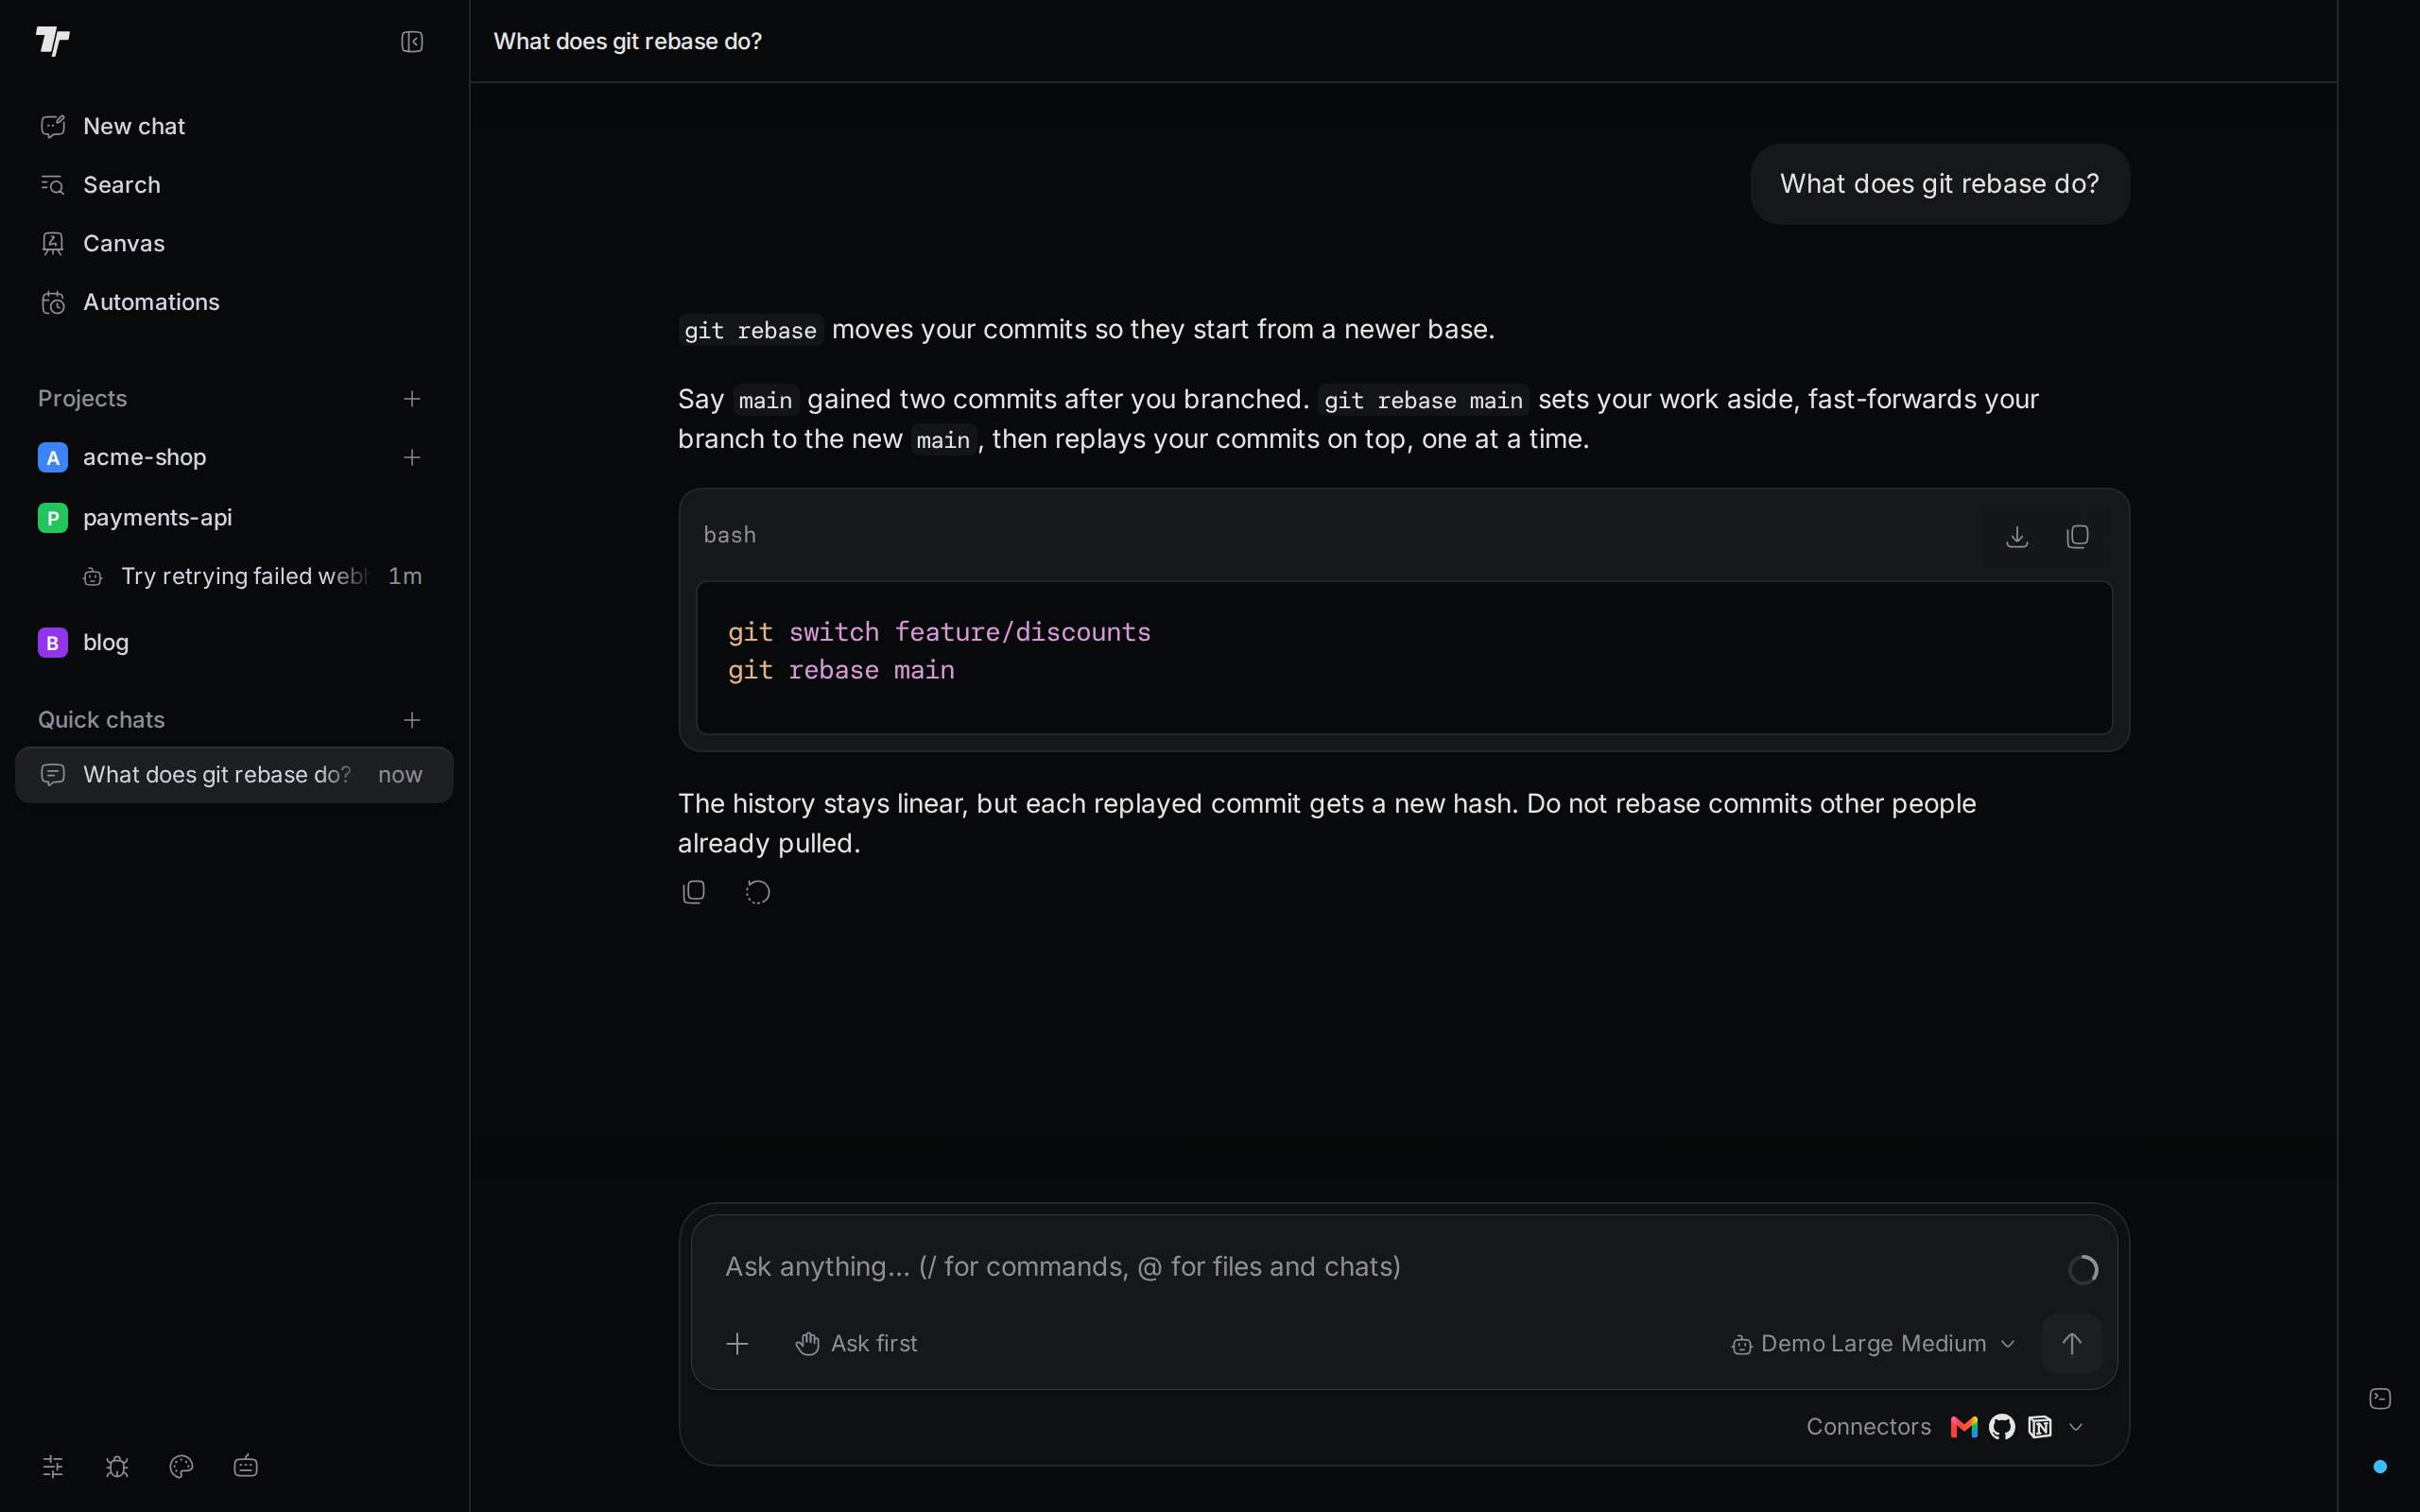 What does git rebase do?
New chat
Search
Canvas
Automations
Projects
A acme-shop
P payments-api
Try retrying failed web 1m
B blog
Quick chats
What does git rebase do? now
What does git rebase do?
git rebase moves your commits so they start from a newer base.
Say main gained two commits after you branched. git rebase main sets your work aside, fast-forwards your
branch to the new main, then replays your commits on top, one at a time.
bash
git switch feature/discounts
git rebase main
The history stays linear, but each replayed commit gets a new hash. Do not rebase commits other people
already pulled.
Ask anything... (/ for commands, @ for files and chats)
Ask first
Demo Large Medium
Connectors